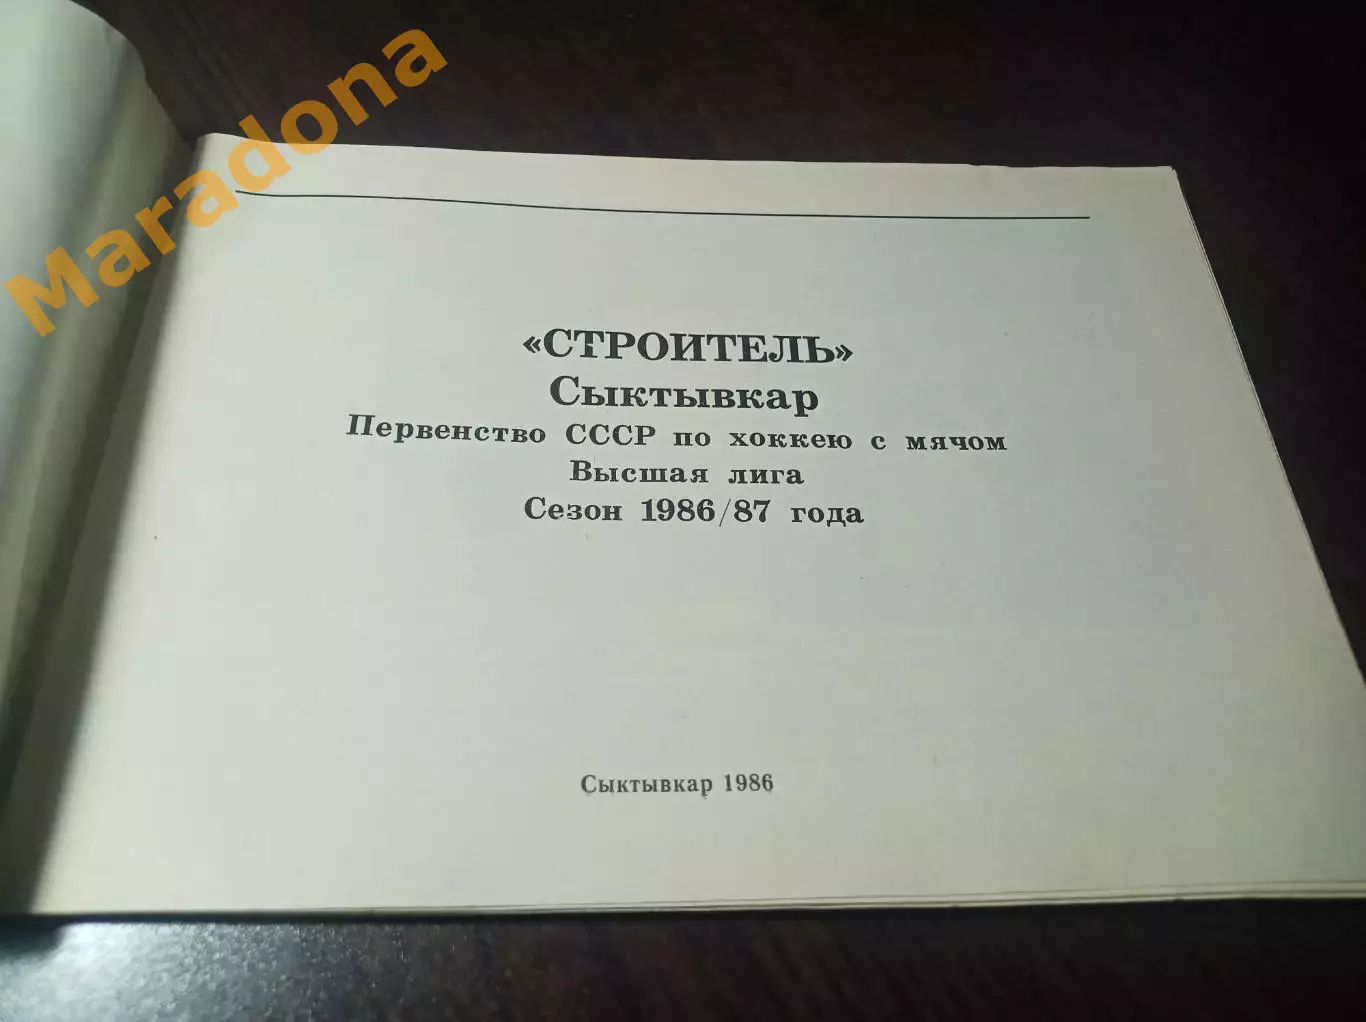 Maradona
«СТРОИТЕЛЬ»
Сыктывкар
Первенство СССР по хоккею с мячом
Высшая лига
Сезон 1986/87 года
Сыктывкар 1986